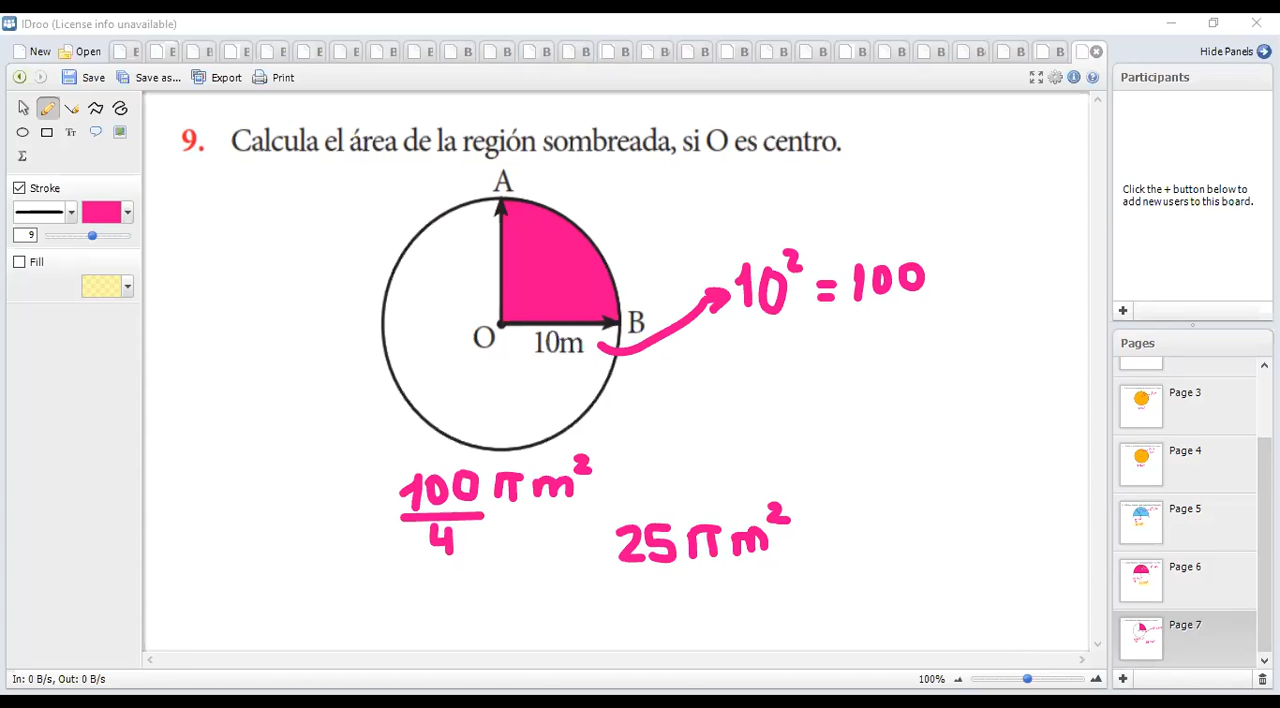 IDroo (License info unavailable)
New Open E E B E E E E E B B B B B B B B B B B B B B B B Hide Panels
Save Save as... Export Print
Participants
Click the + button below to
add new users to this board.
Tт
Σ
Stroke
9
Fill
9. Calcula el área de la región sombreada, si O es centro.
A
10² = 100
O B
10m
100 π m²
4
25 π m²
Pages
Page 3
Page 4
Page 5
Page 6
Page 7
In: 0 B/s, Out: 0 B/s
100%